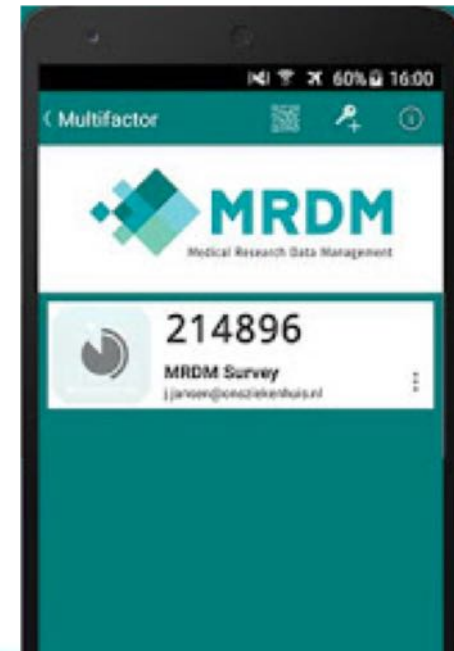 60% 16:00
< Multifactor
MRDM
Medical Research Data Management
214896
MRDM Survey
j.jansen@onsziekenhuis.nl